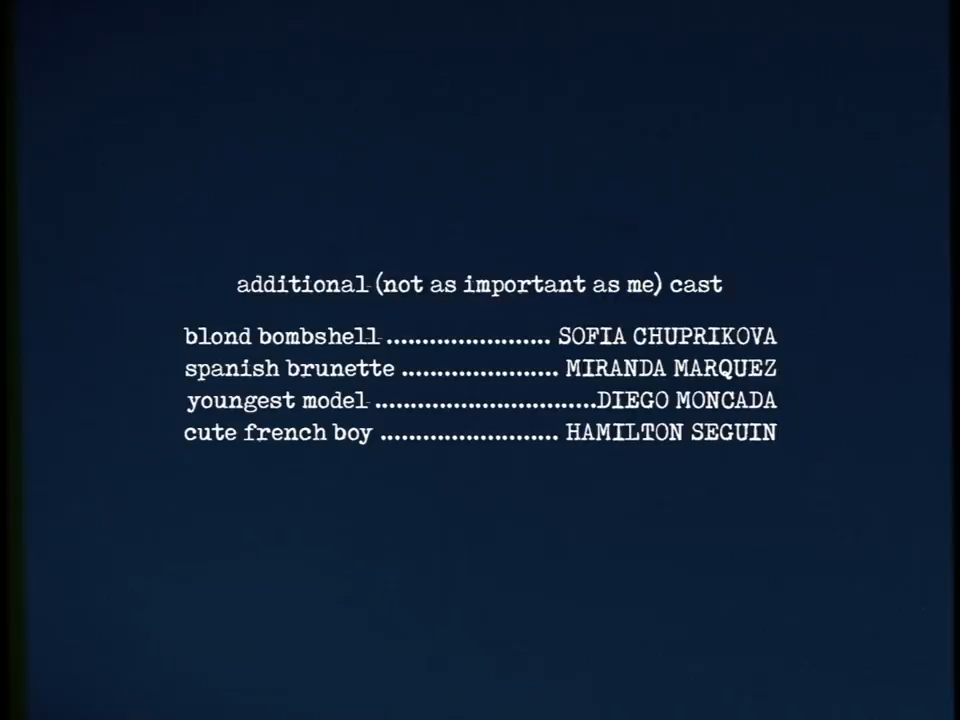 additional (not as important as me) cast
blond bombshell ....................... SOFIA CHUPRIKOVA
spanish brunette ...................... MIRANDA MARQUEZ
youngest model ...............................DIEGO MONCADA
cute french boy ......................... HAMILTON SEGUIN